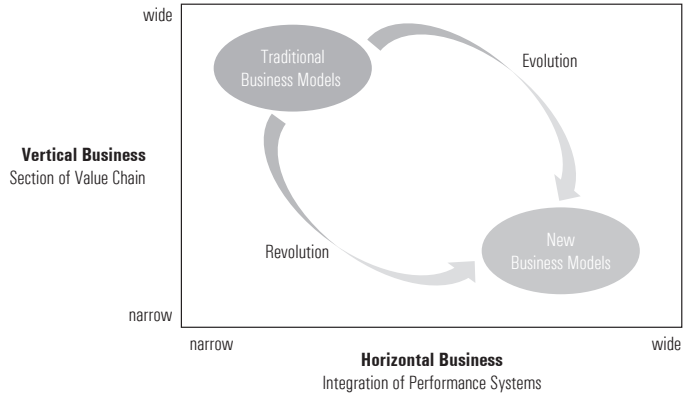 wide
Traditional
Business Models
Evolution
Vertical Business
Section of Value Chain
New
Business Models
Revolution
narrow
narrow
wide
Horizontal Business
Integration of Performance Systems